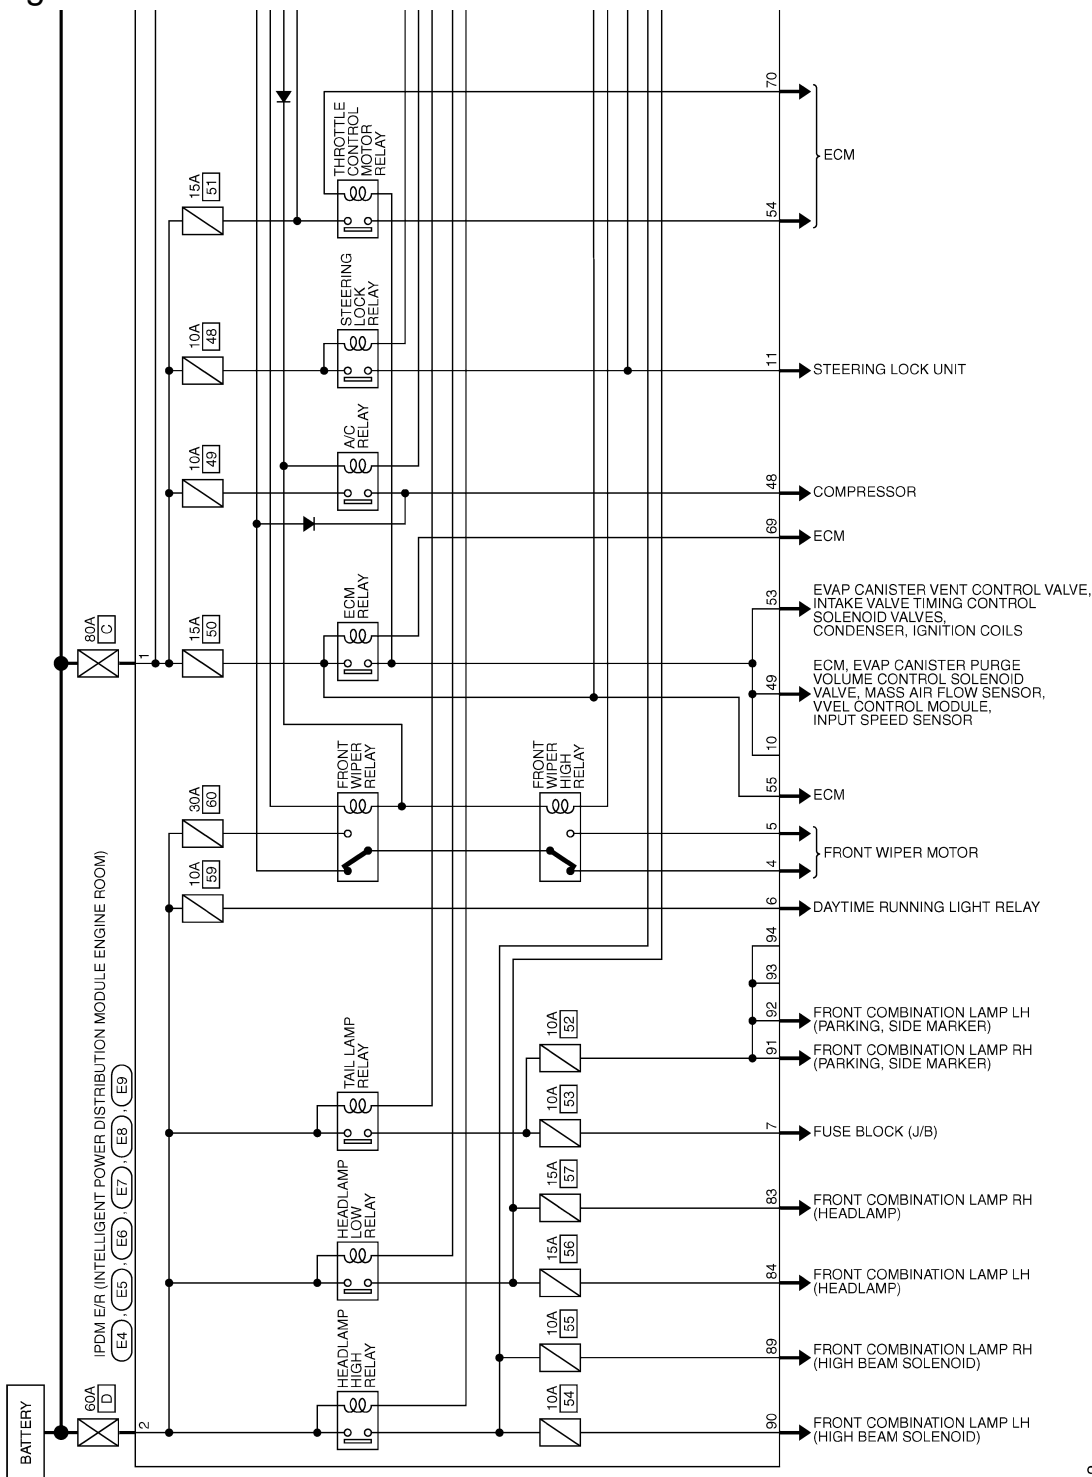 70
THROTTLE
CONTROL
MOTOR
RELAY
ECM
15A
51
54
STEERING
LOCK
RELAY
10A
48
11
STEERING LOCK UNIT
A/C
RELAY
10A
49
48
COMPRESSOR
69
ECM
ECM
RELAY
80A
C
1
15A
50
53
EVAP CANISTER VENT CONTROL VALVE,
INTAKE VALVE TIMING CONTROL
SOLENOID VALVES,
CONDENSER, IGNITION COILS
49
ECM, EVAP CANISTER PURGE
VOLUME CONTROL SOLENOID
VALVE, MASS AIR FLOW SENSOR,
VVEL CONTROL MODULE,
INPUT SPEED SENSOR
10
FRONT
WIPER
RELAY
FRONT
WIPER
HIGH
RELAY
55
ECM
30A
60
5
4
FRONT WIPER MOTOR
10A
59
6
DAYTIME RUNNING LIGHT RELAY
IPDM E/R (INTELLIGENT POWER DISTRIBUTION MODULE ENGINE ROOM)
E4 , E5 , E6 , E7 , E8 , E9
94
93
92
FRONT COMBINATION LAMP LH
(PARKING, SIDE MARKER)
10A
52
91
FRONT COMBINATION LAMP RH
(PARKING, SIDE MARKER)
TAIL LAMP
RELAY
10A
53
7
FUSE BLOCK (J/B)
15A
57
83
FRONT COMBINATION LAMP RH
(HEADLAMP)
HEADLAMP
LOW
RELAY
15A
56
84
FRONT COMBINATION LAMP LH
(HEADLAMP)
10A
55
89
FRONT COMBINATION LAMP RH
(HIGH BEAM SOLENOID)
HEADLAMP
HIGH
RELAY
BATTERY
60A
D
2
10A
54
90
FRONT COMBINATION LAMP LH
(HIGH BEAM SOLENOID)